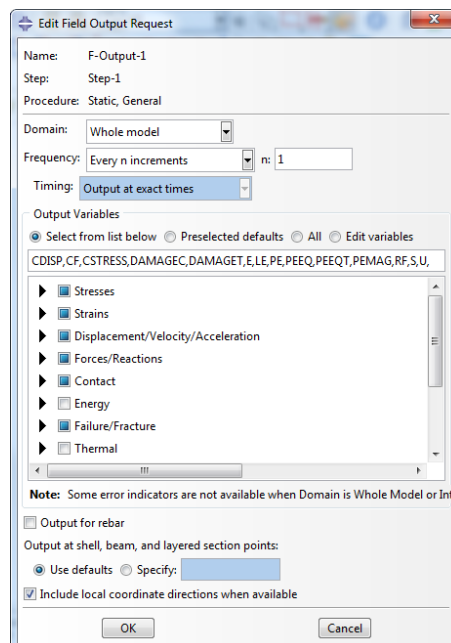 Edit Field Output Request
Name: F-Output-1
Step: Step-1
Procedure: Static, General
Domain: Whole model
Frequency: Every n increments n: 1
Timing: Output at exact times
Output Variables
Select from list below Preselected defaults All Edit variables
CDISP,CF,CSTRESS,DAMAGEC,DAMAGET,E,LE,PE,PEEQ,PEEQT,PEMAG,RF,S,U,
Stresses
Strains
Displacement/Velocity/Acceleration
Forces/Reactions
Contact
Energy
Failure/Fracture
Thermal
Note: Some error indicators are not available when Domain is Whole Model or Int
Output for rebar
Output at shell, beam, and layered section points:
Use defaults Specify:
Include local coordinate directions when available
OK Cancel